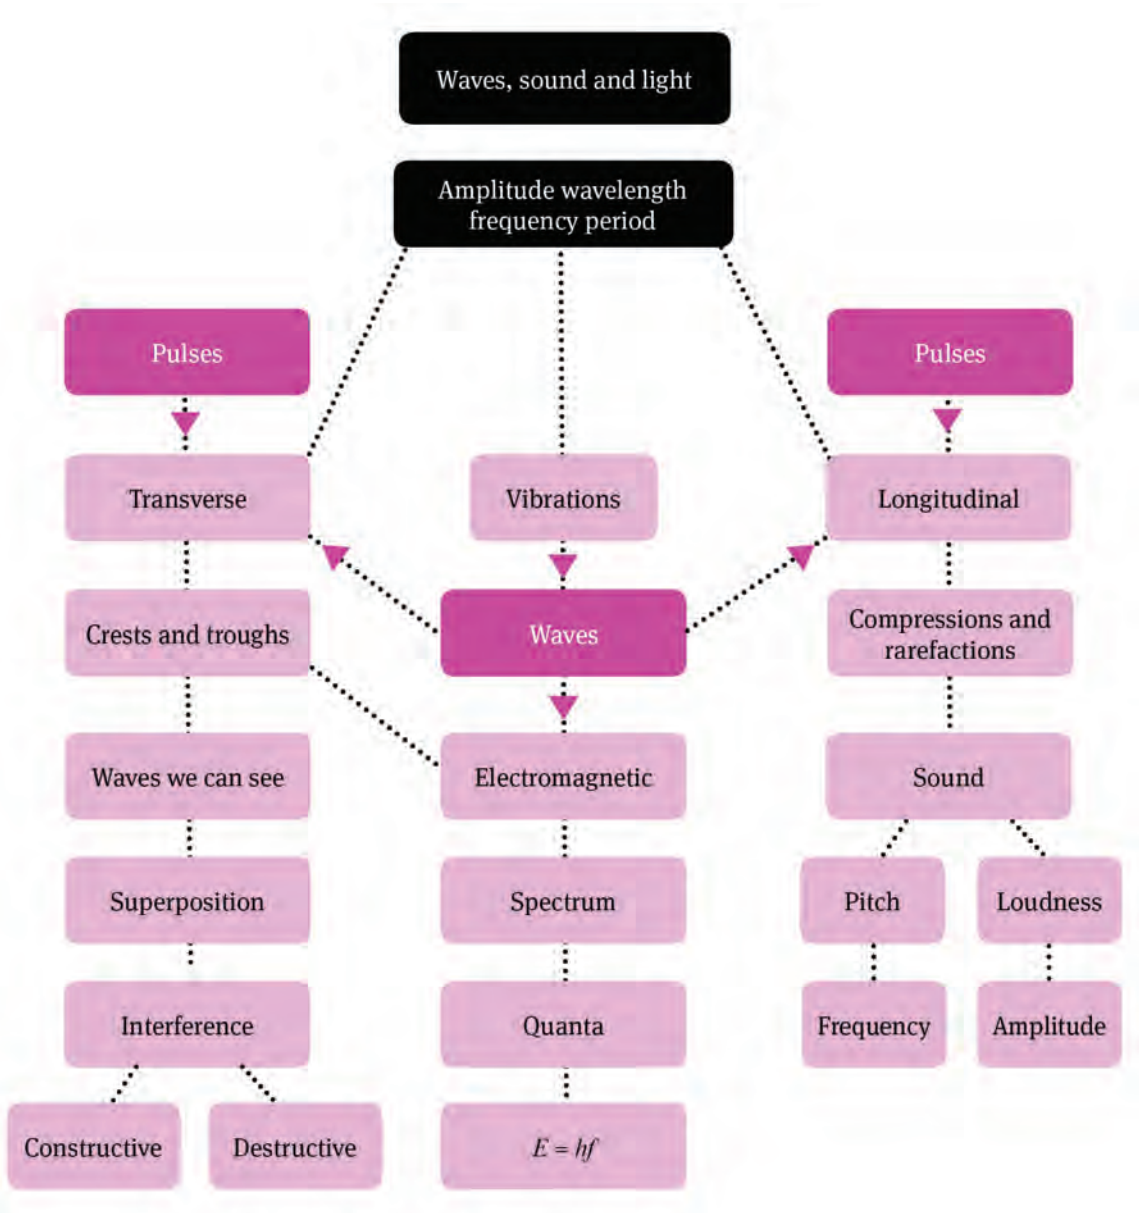 Waves, sound and light
Amplitude wavelength
frequency period
Pulses
Pulses
Transverse
Vibrations
Longitudinal
Crests and troughs
Waves
Compressions and
rarefactions
Waves we can see
Electromagnetic
Sound
Superposition
Spectrum
Pitch
Loudness
Interference
Quanta
Frequency
Amplitude
Constructive
Destructive
E = hf